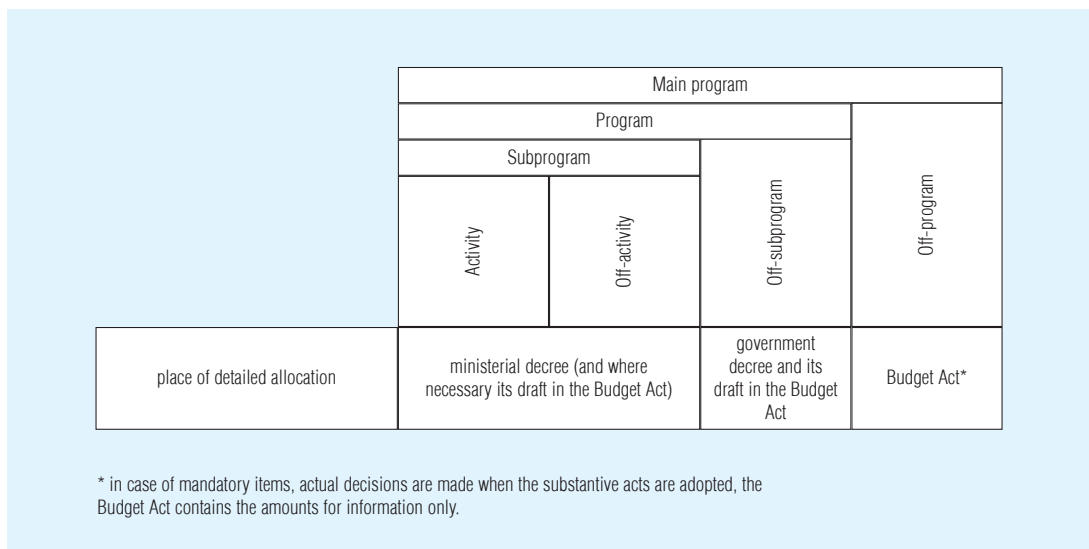 Main program
Program
Subprogram
Activity
Off-activity
Off-subprogram
Off-program
place of detailed allocation
ministerial decree (and where
necessary its draft in the Budget Act)
government
decree and its
draft in the Budget
Act
Budget Act*
* in case of mandatory items, actual decisions are made when the substantive acts are adopted, the
Budget Act contains the amounts for information only.